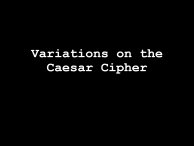 Variations on the
Caesar Cipher